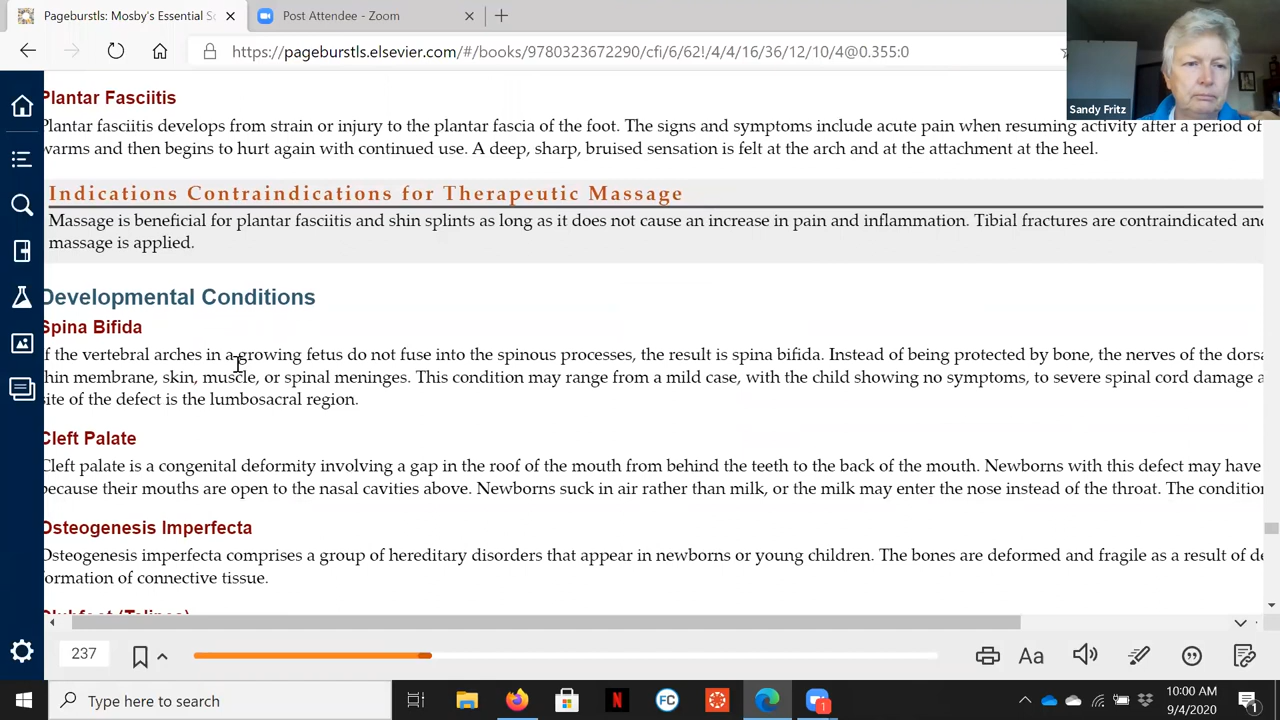 Pageburstls: Mosby's Essential Sc
Post Attendee - Zoom
https://pageburstls.elsevier.com/#/books/9780323672290/cfi/6/62!/4/4/16/36/12/10/4@0.355:0
Sandy Fritz
Plantar Fasciitis
Plantar fasciitis develops from strain or injury to the plantar fascia of the foot. The signs and symptoms include acute pain when resuming activity after a period of
warms and then begins to hurt again with continued use. A deep, sharp, bruised sensation is felt at the arch and at the attachment at the heel.
Indications Contraindications for Therapeutic Massage
Massage is beneficial for plantar fasciitis and shin splints as long as it does not cause an increase in pain and inflammation. Tibial fractures are contraindicated and
massage is applied.
Developmental Conditions
Spina Bifida
If the vertebral arches in a growing fetus do not fuse into the spinous processes, the result is spina bifida. Instead of being protected by bone, the nerves of the dorsa
thin membrane, skin, muscle, or spinal meninges. This condition may range from a mild case, with the child showing no symptoms, to severe spinal cord damage a
site of the defect is the lumbosacral region.
Cleft Palate
Cleft palate is a congenital deformity involving a gap in the roof of the mouth from behind the teeth to the back of the mouth. Newborns with this defect may have
because their mouths are open to the nasal cavities above. Newborns suck in air rather than milk, or the milk may enter the nose instead of the throat. The condition
Osteogenesis Imperfecta
Osteogenesis imperfecta comprises a group of hereditary disorders that appear in newborns or young children. The bones are deformed and fragile as a result of de
formation of connective tissue.
Clubfoot (Talipes)
237
Aa
Type here to search
N
FC
1
10:00 AM
9/4/2020
1